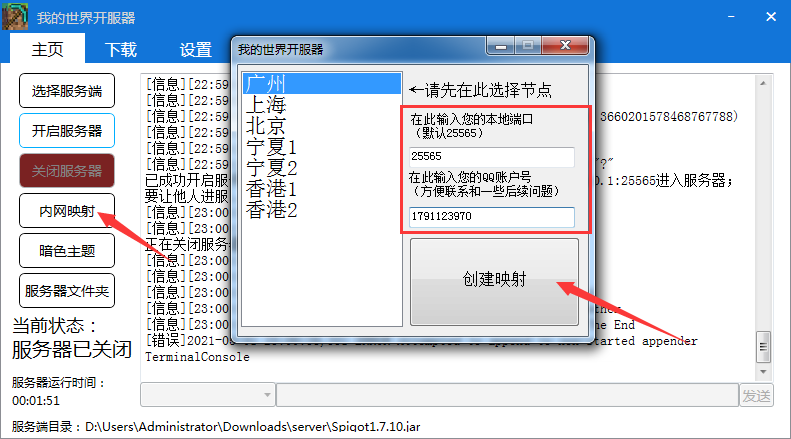 我的世界开服器
主页 下载 设置
选择服务端
开启服务器
关闭服务器
内网映射
暗色主题
服务器文件夹
当前状态：
服务器已关闭
服务器运行时间：
00:01:51
服务端目录：D:\Users\Administrator\Downloads\server\Spigot1.7.10.jar
[信息][22:59
[信息][22:59
[信息][22:59
3660201578468767788)
[信息][22:59
[信息][22:59
[信息][22:59
"?"
已成功开启服
0.1:25565进入服务器；
要让他人进服
[信息][23:00
[信息][23:00
正在关闭服务
[信息][23:00
[信息][23:00
[信息][23:00
[信息][23:00
[信息][23:00
he End
[错误]2021-0
started appender
TerminalConsole
发送
我的世界开服器
广州
上海
北京
宁夏1
宁夏2
香港1
香港2
←请先在此选择节点
在此输入您的本地端口
（默认25565）
25565
在此输入您的QQ账户号
（方便联系和一些后续问题）
1791123970
创建映射